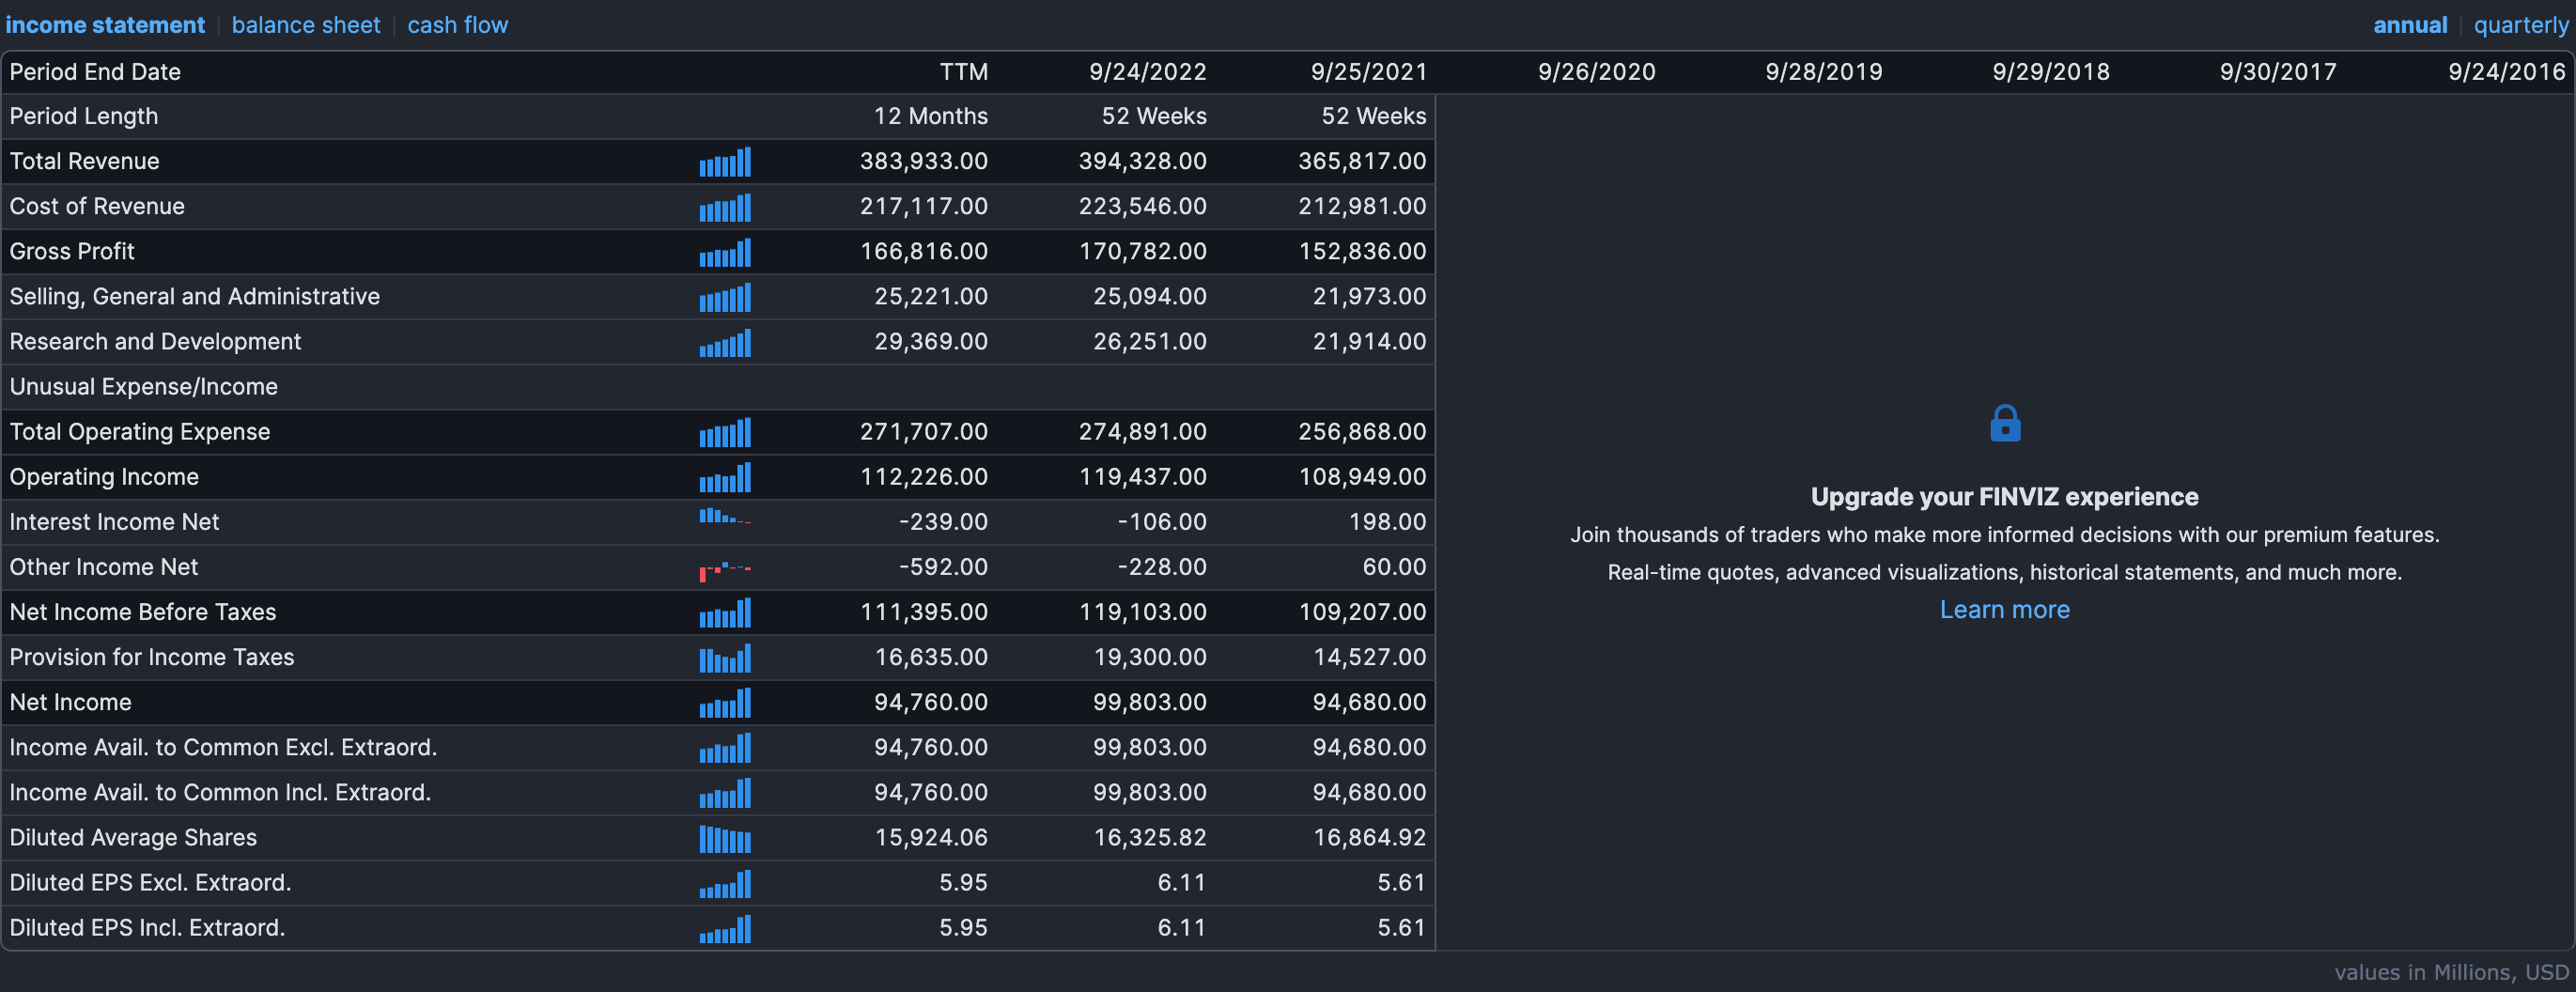 income statement | balance sheet | cash flow annual | quarterly
Period End Date TTM 9/24/2022 9/25/2021 9/26/2020 9/28/2019 9/29/2018 9/30/2017 9/24/2016
Period Length 12 Months 52 Weeks 52 Weeks
Total Revenue 383,933.00 394,328.00 365,817.00
Cost of Revenue 217,117.00 223,546.00 212,981.00
Gross Profit 166,816.00 170,782.00 152,836.00
Selling, General and Administrative 25,221.00 25,094.00 21,973.00
Research and Development 29,369.00 26,251.00 21,914.00
Unusual Expense/Income
Total Operating Expense 271,707.00 274,891.00 256,868.00
Operating Income 112,226.00 119,437.00 108,949.00
Interest Income Net -239.00 -106.00 198.00
Other Income Net -592.00 -228.00 60.00
Net Income Before Taxes 111,395.00 119,103.00 109,207.00
Provision for Income Taxes 16,635.00 19,300.00 14,527.00
Net Income 94,760.00 99,803.00 94,680.00
Income Avail. to Common Excl. Extraord. 94,760.00 99,803.00 94,680.00
Income Avail. to Common Incl. Extraord. 94,760.00 99,803.00 94,680.00
Diluted Average Shares 15,924.06 16,325.82 16,864.92
Diluted EPS Excl. Extraord. 5.95 6.11 5.61
Diluted EPS Incl. Extraord. 5.95 6.11 5.61
Upgrade your FINVIZ experience
Join thousands of traders who make more informed decisions with our premium features.
Real-time quotes, advanced visualizations, historical statements, and much more.
Learn more
values in Millions, USD